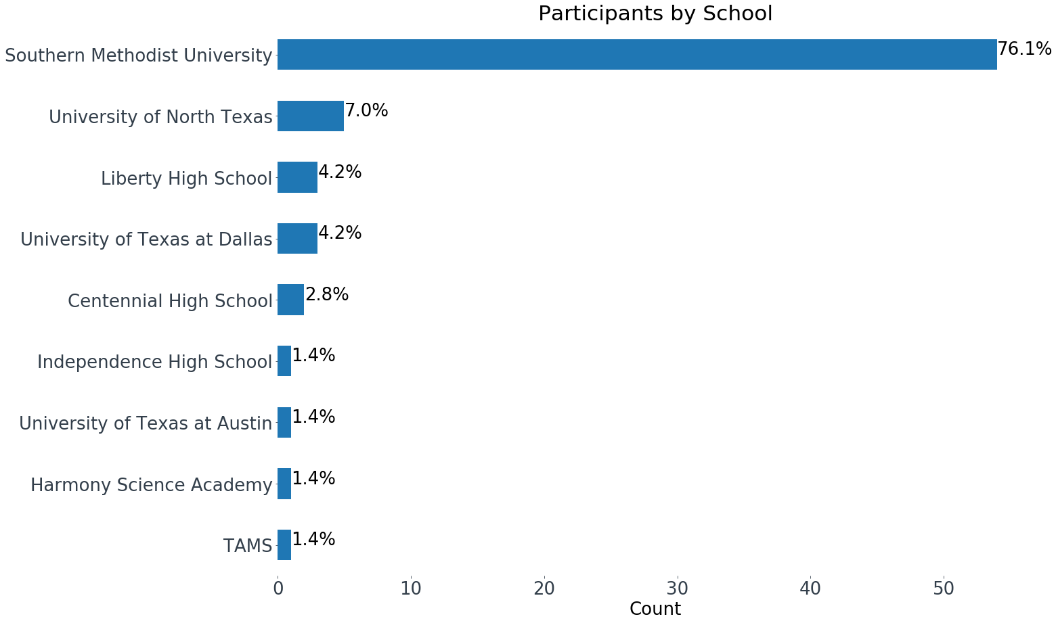 Participants by School
Southern Methodist University 76.1%
University of North Texas 7.0%
Liberty High School 4.2%
University of Texas at Dallas 4.2%
Centennial High School 2.8%
Independence High School 1.4%
University of Texas at Austin 1.4%
Harmony Science Academy 1.4%
TAMS 1.4%
0 10 20 30 40 50
Count